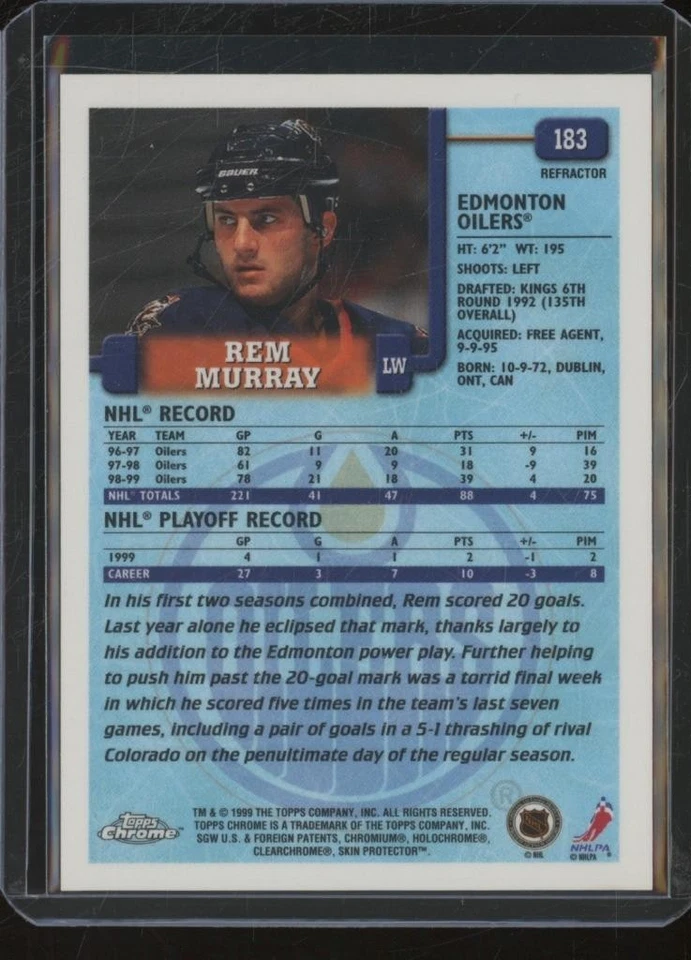 183
REFRACTOR
BAUER
EDMONTON
OILERS®
HT: 6'2" WT: 195
SHOOTS: LEFT
DRAFTED: KINGS 6TH
ROUND 1992 (135TH
OVERALL)
ACQUIRED: FREE AGENT,
9-9-95
BORN: 10-9-72, DUBLIN,
ONT, CAN
REM
MURRAY
LW
NHL® RECORD
YEAR TEAM GP G A PTS +/- PIM
96-97 Oilers 82 11 20 31 9 16
97-98 Oilers 61 9 9 18 -9 39
98-99 Oilers 78 21 18 39 4 20
NHL® TOTALS 221 41 47 88 4 75
NHL® PLAYOFF RECORD
GP G A PTS +/- PIM
1999 4 1 1 2 -1 2
CAREER 27 3 7 10 -3 8
In his first two seasons combined, Rem scored 20 goals.
Last year alone he eclipsed that mark, thanks largely to
his addition to the Edmonton power play. Further helping
to push him past the 20-goal mark was a torrid final week
in which he scored five times in the team's last seven
games, including a pair of goals in a 5-1 thrashing of rival
Colorado on the penultimate day of the regular season.
®
Topps
Chrome™
TM & © 1999 THE TOPPS COMPANY, INC. ALL RIGHTS RESERVED.
TOPPS CHROME IS A TRADEMARK OF THE TOPPS COMPANY, INC.
SGW U.S. & FOREIGN PATENTS, CHROMIUM®, HOLOCHROME®,
CLEARCHROME®, SKIN PROTECTOR™.
NHL
© NHL
NHLPA®
© NHLPA